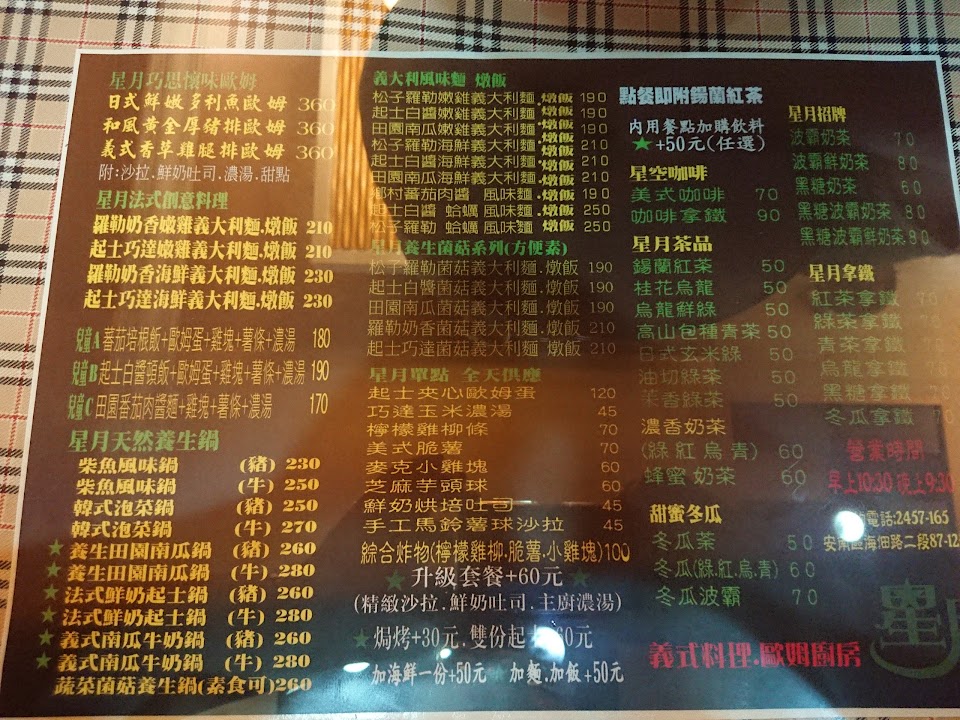 星月巧思懷味歐姆
日式鮮嫩多利魚歐姆 360
和風黃金厚豬排歐姆 360
義式香草雞腿排歐姆 360
附:沙拉.鮮奶吐司.濃湯.甜點
星月法式創意料理
羅勒奶香嫩雞義大利麵.燉飯 210
起士巧達嫩雞義大利麵.燉飯 210
羅勒奶香海鮮義大利麵.燉飯 230
起士巧達海鮮義大利麵.燉飯 230
兒童A 蕃茄培根飯+歐姆蛋+雞塊+薯條+濃湯 180
兒童B 起士白醬焗飯+歐姆蛋+雞塊+薯條+濃湯 190
兒童C 田園蕃茄肉醬麵+雞塊+薯條+濃湯 170
星月天然養生鍋
柴魚風味鍋 (豬) 230
柴魚風味鍋 (牛) 250
韓式泡菜鍋 (豬) 250
韓式泡菜鍋 (牛) 270
★養生田園南瓜鍋 (豬) 260
★養生田園南瓜鍋 (牛) 280
★法式鮮奶起士鍋 (豬) 260
★法式鮮奶起士鍋 (牛) 280
★義式南瓜牛奶鍋 (豬) 260
★義式南瓜牛奶鍋 (牛) 280
蔬菜菌菇養生鍋(素食可)260
義大利風味麵 燉飯
松子羅勒嫩雞義大利麵.燉飯 190
起士白醬嫩雞義大利麵.燉飯 190
田園南瓜嫩雞義大利麵.燉飯 190
松子羅勒海鮮義大利麵.燉飯 210
起士白醬海鮮義大利麵.燉飯 210
田園南瓜海鮮義大利麵.燉飯 210
鄉村蕃茄肉醬 風味麵.燉飯 190
起士白醬 蛤蠣 風味麵.燉飯 250
松子羅勒 蛤蠣 風味麵.燉飯 250
星月養生菌菇系列(方便素)
松子羅勒菌菇義大利麵.燉飯 190
起士白醬菌菇義大利麵.燉飯 190
田園南瓜菌菇義大利麵.燉飯 190
羅勒奶香菌菇義大利麵.燉飯 210
起士巧達菌菇義大利麵.燉飯 210
星月單點 全天供應
起士夾心歐姆蛋 120
巧達玉米濃湯 45
檸檬雞柳條 70
美式脆薯 70
麥克小雞塊 60
芝麻芋頭球 60
鮮奶烘培吐司 45
手工馬鈴薯球沙拉 45
綜合炸物(檸檬雞柳.脆薯.小雞塊)100
★升級套餐+60元★
(精緻沙拉.鮮奶吐司.主廚濃湯)
★焗烤+30元.雙份起士
加海鮮一份+50元 加麵.加飯+50元
點餐即附錫蘭紅茶
內用餐點加購飲料
★+50元(任選)
星空咖啡
美式咖啡 70
咖啡拿鐵 90
星月茶品
錫蘭紅茶 50
桂花烏龍 50
烏龍鮮綠 50
高山包種青茶 50
日式玄米綠 50
油切綠茶 50
茉香綠茶 50
濃香奶茶
(綠.紅.烏.青) 60
蜂蜜奶茶 60
甜蜜冬瓜
冬瓜茶 50
冬瓜(綠.紅.烏.青) 60
冬瓜波霸 70
義式料理.歐姆廚房
星月招牌
波霸奶茶 70
波霸鮮奶茶 80
黑糖奶茶 60
黑糖波霸奶茶 80
黑糖波霸鮮奶茶 90
星月拿鐵
紅茶拿鐵 70
綠茶拿鐵
青茶拿鐵
烏龍拿鐵
黑糖拿鐵
冬瓜拿鐵
營業時間
早上10:30 晚上9:30
電話:2457-165
安南區海佃路二段87-12
星